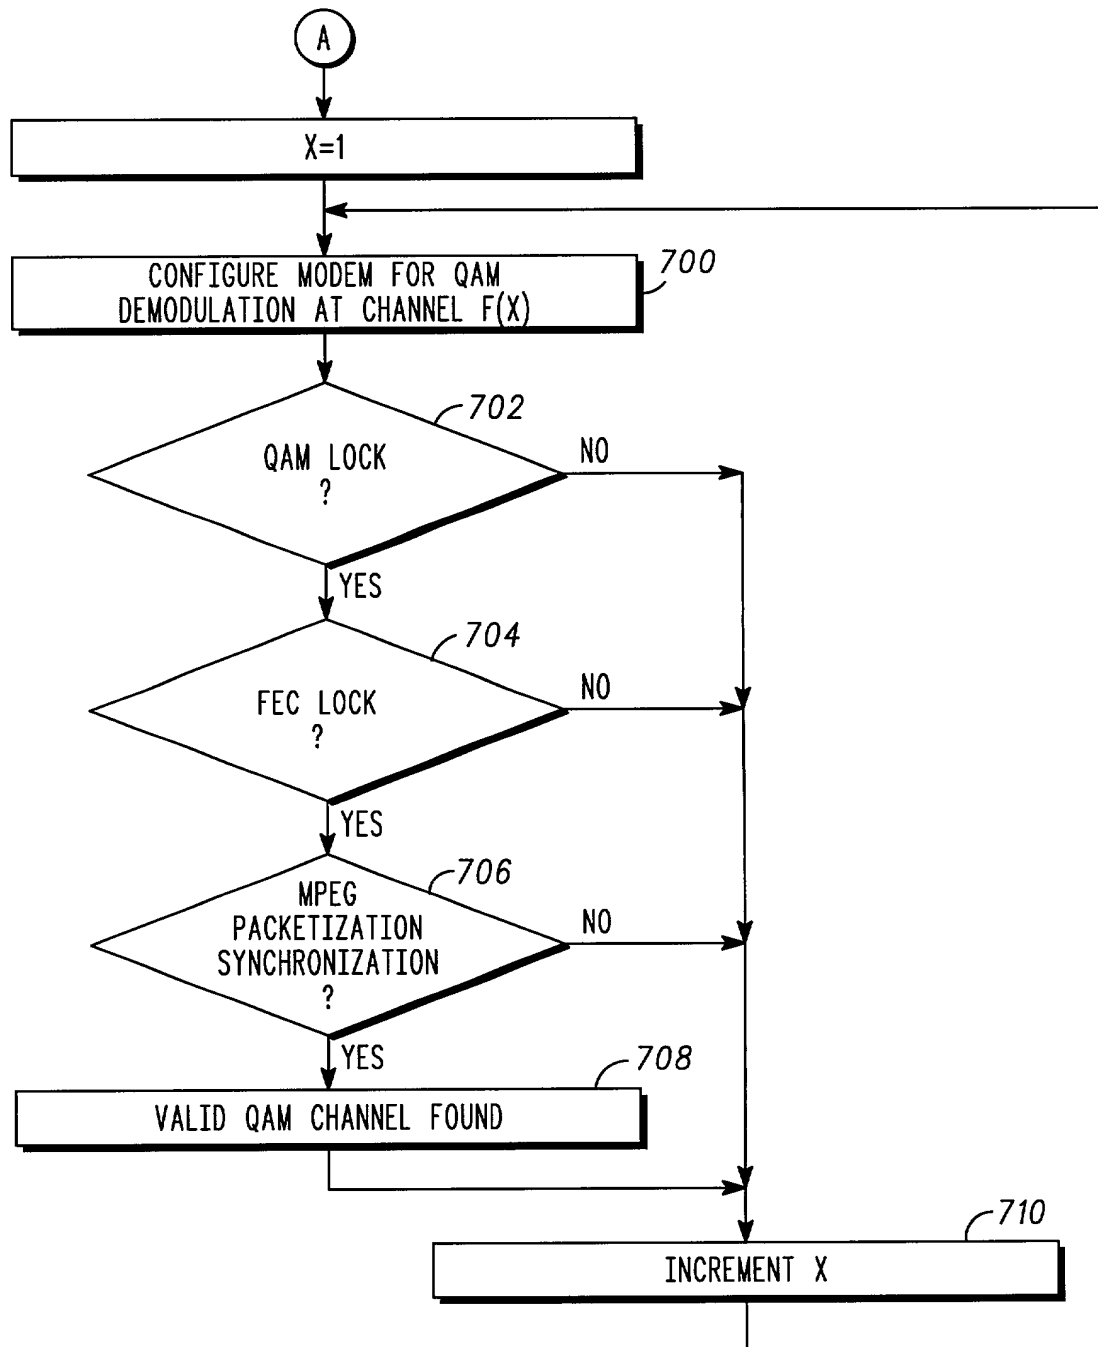 A
X=1
CONFIGURE MODEM FOR QAM
DEMODULATION AT CHANNEL F(X)
700
702
QAM LOCK
?
NO
YES
704
FEC LOCK
?
NO
YES
706
MPEG
PACKETIZATION
SYNCHRONIZATION
?
NO
YES
708
VALID QAM CHANNEL FOUND
710
INCREMENT X